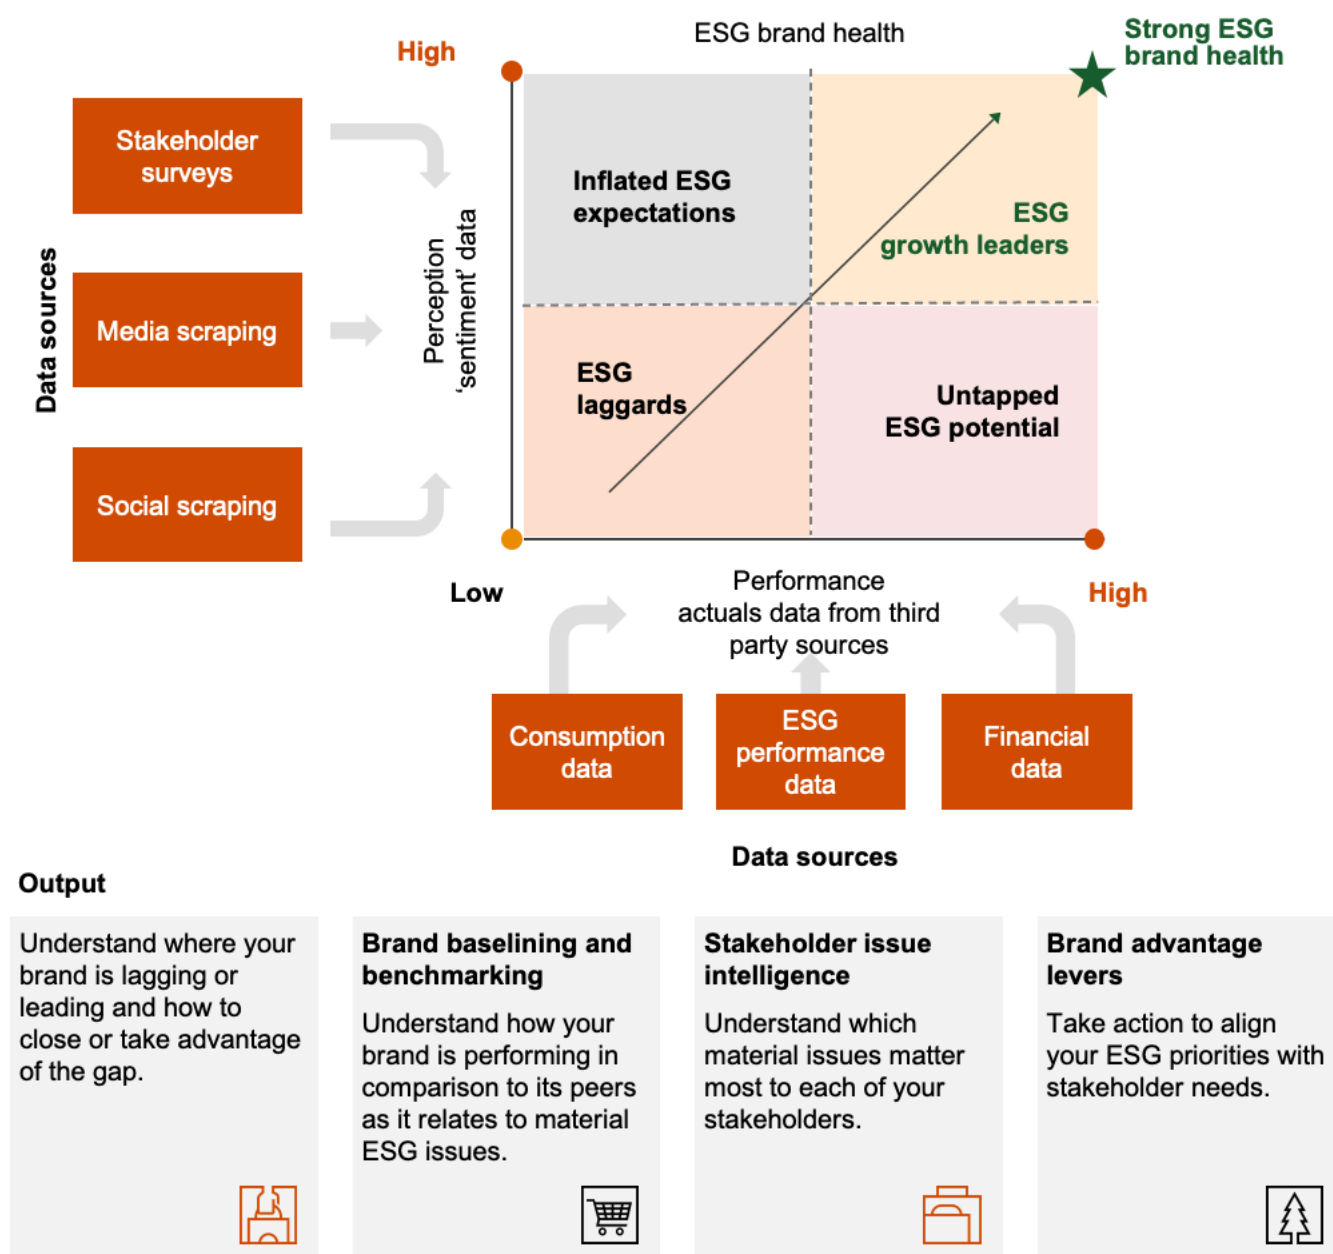 ESG brand health
Strong ESG
brand health
High
Stakeholder
surveys
Media scraping
Social scraping
Data sources
Perception
‘sentiment’ data
Inflated ESG
expectations
ESG
growth leaders
ESG
laggards
Untapped
ESG potential
Low
Performance
actuals data from third
party sources
High
Consumption
data
ESG
performance
data
Financial
data
Data sources
Output
Understand where your
brand is lagging or
leading and how to
close or take advantage
of the gap.
Brand baselining and
benchmarking
Understand how your
brand is performing in
comparison to its peers
as it relates to material
ESG issues.
Stakeholder issue
intelligence
Understand which
material issues matter
most to each of your
stakeholders.
Brand advantage
levers
Take action to align
your ESG priorities with
stakeholder needs.